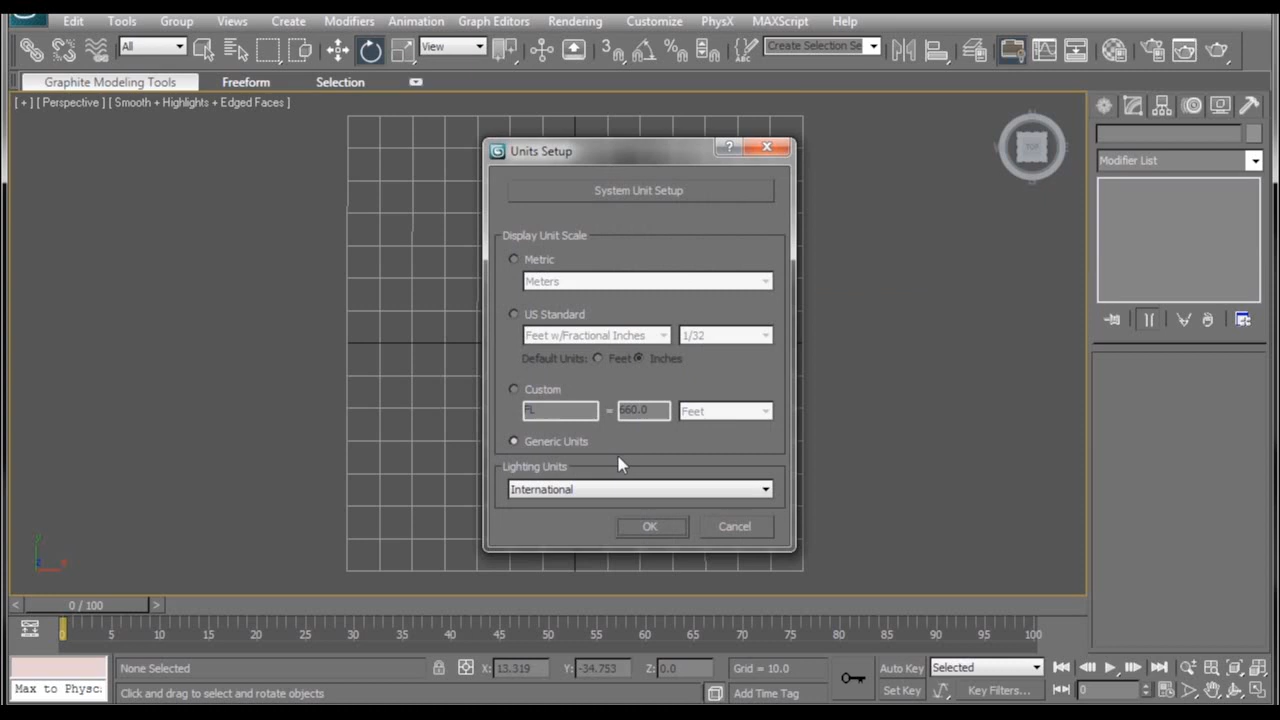 Edit Tools Group Views Create Modifiers Animation Graph Editors Rendering Customize PhysX MAXScript Help
All View 3 Create Selection Se
Graphite Modeling Tools Freeform Selection
[ + ] [ Perspective ] [ Smooth + Highlights + Edged Faces ]
TOP
Modifier List
Units Setup
System Unit Setup
Display Unit Scale
Metric
Meters
US Standard
Feet w/Fractional Inches 1/32
Default Units: Feet Inches
Custom
FL = 660.0 Feet
Generic Units
Lighting Units
International
OK Cancel
y
z x
< 0 / 100 >
0 5 10 15 20 25 30 35 40 45 50 55 60 65 70 75 80 85 90 95 100
None Selected X: 13.319 Y: -34.753 Z: 0.0 Grid = 10.0 Auto Key Selected
Max to Physc Click and drag to select and rotate objects Add Time Tag Set Key Key Filters... 0